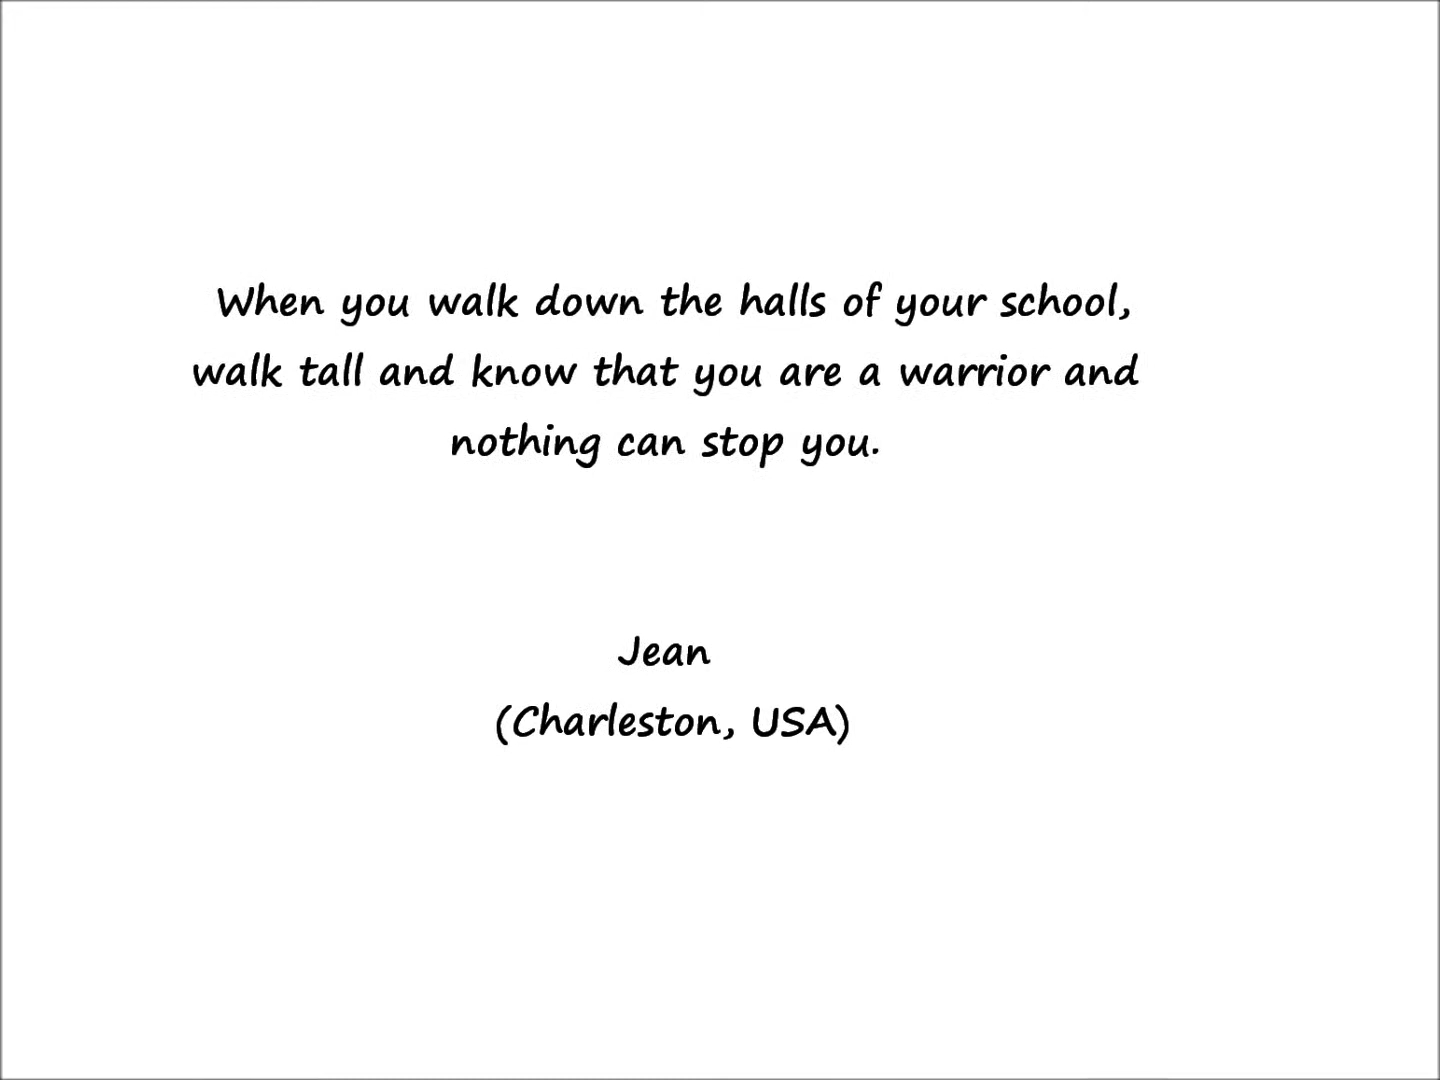 When you walk down the halls of your school,
walk tall and know that you are a warrior and
nothing can stop you.
Jean
(Charleston, USA)